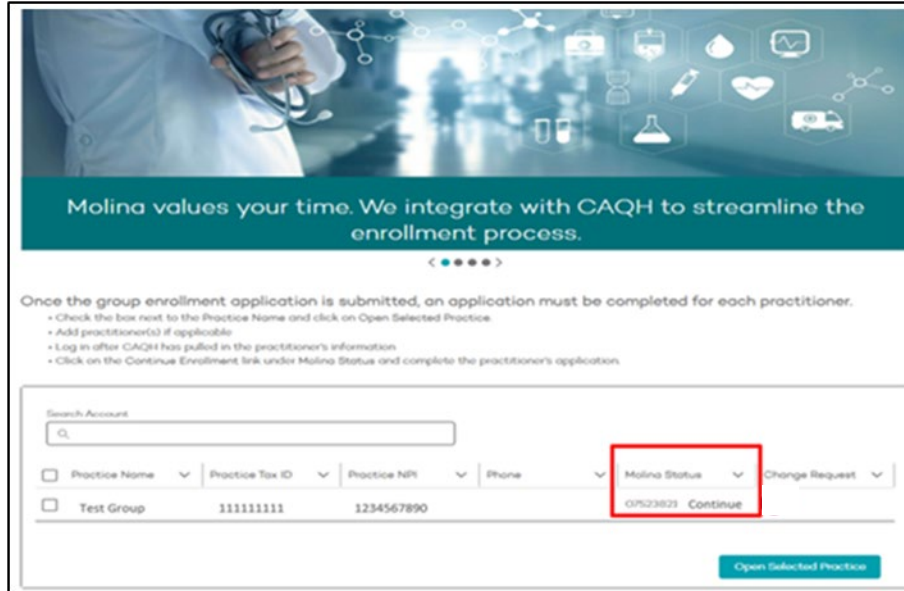 Molina values your time. We integrate with CAQH to streamline the
enrollment process.
Once the group enrollment application is submitted, an application must be completed for each practitioner.
• Check the box next to the Practice Name and click on Open Selected Practice.
• Add practitioner(s) if applicable
• Log in after CAQH has pulled in the practitioner's information
• Click on the Continue Enrollment link under Molina Status and complete the practitioner's application.
Search Account
Practice Name Practice Tax ID Practice NPI Phone Molina Status Change Request
Test Group 111111111 1234567890 Continue
Open Selected Practice